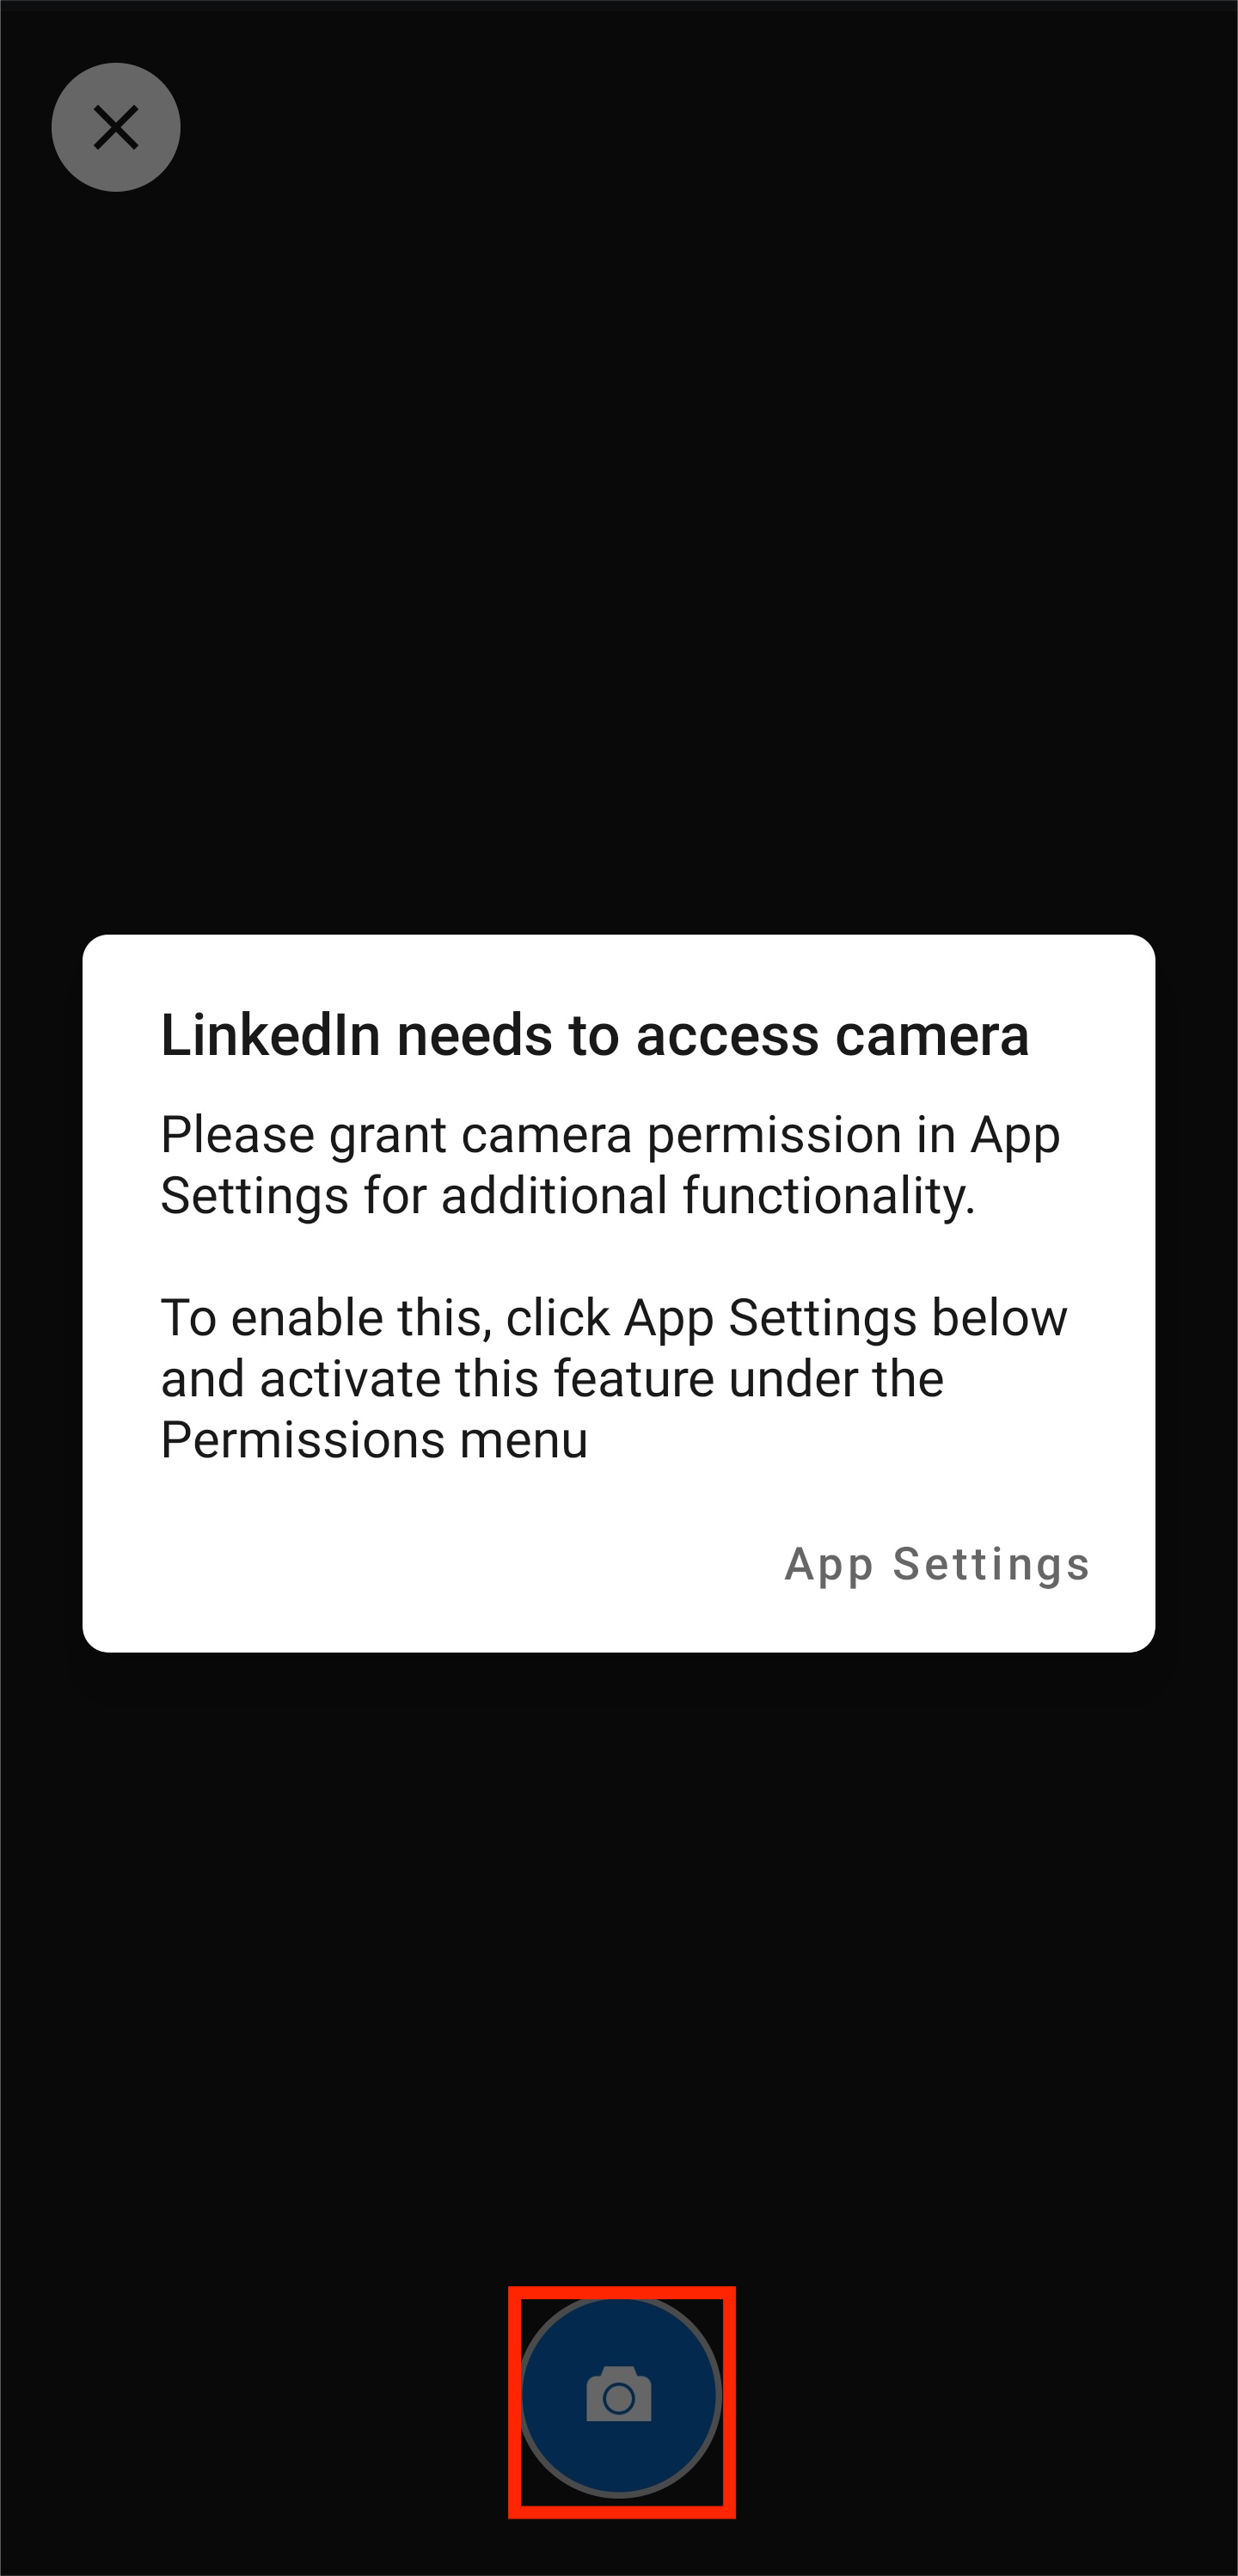 LinkedIn needs to access camera
Please grant camera permission in App
Settings for additional functionality.
To enable this, click App Settings below
and activate this feature under the
Permissions menu
App Settings